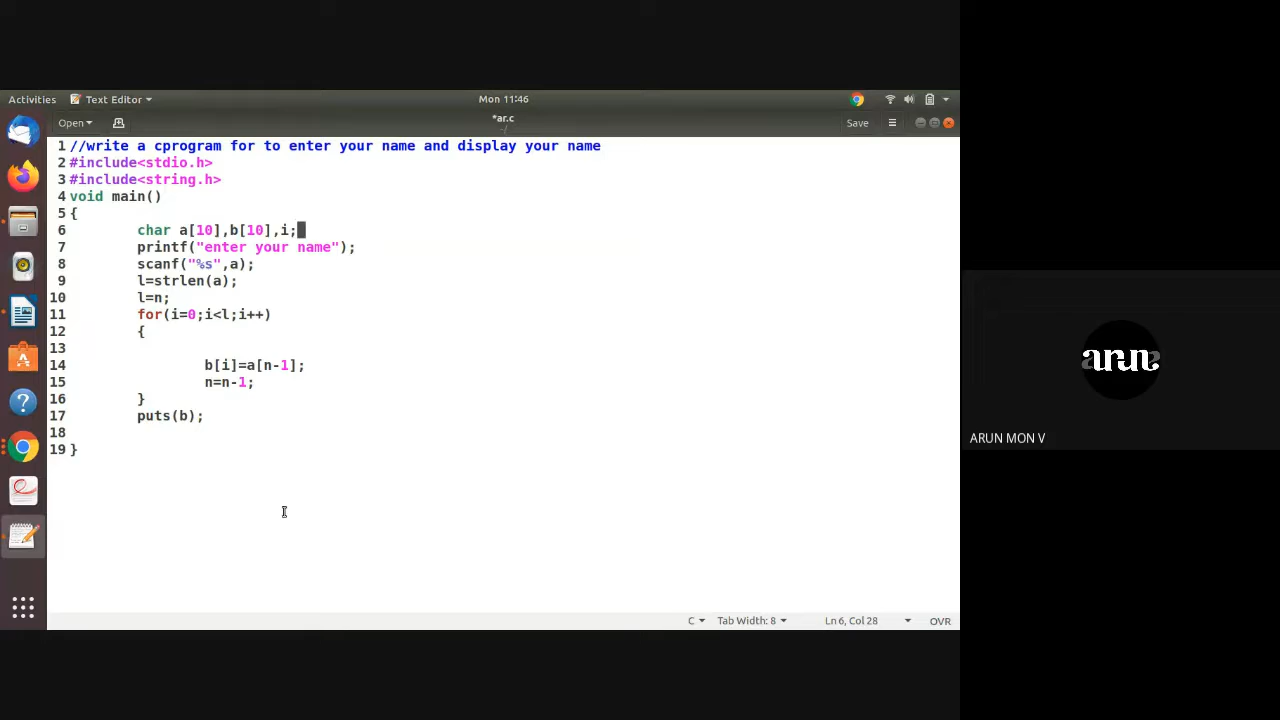 Activities Text Editor Mon 11:46
Open *ar.c Save
~/
1 //write a cprogram for to enter your name and display your name
2 #include<stdio.h>
3 #include<string.h>
4 void main()
5 {
6 char a[10],b[10],i;
7 printf("enter your name");
8 scanf("%s",a);
9 l=strlen(a);
10 l=n;
11 for(i=0;i<l;i++)
12 {
13
14 b[i]=a[n-1];
15 n=n-1;
16 }
17 puts(b);
18
19 }
C Tab Width: 8 Ln 6, Col 28 OVR
arun
ARUN MON V